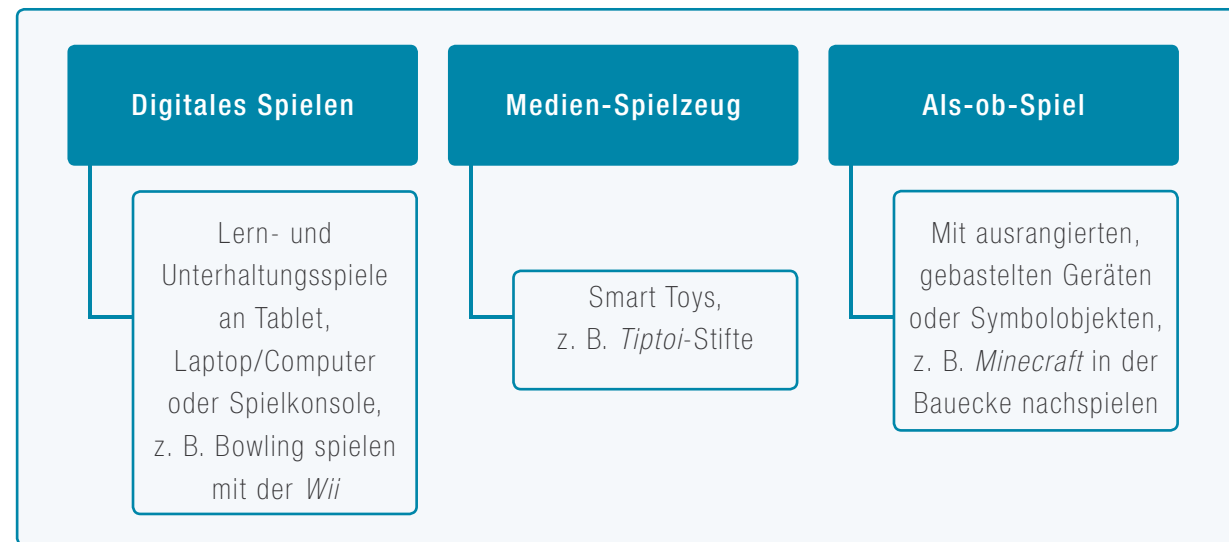 Digitales Spielen
Lern- und
Unterhaltungsspiele
an Tablet,
Laptop/Computer
oder Spielkonsole,
z. B. Bowling spielen
mit der Wii
Medien-Spielzeug
Smart Toys,
z. B. Tiptoi-Stifte
Als-ob-Spiel
Mit ausrangierten,
gebastelten Geräten
oder Symbolobjekten,
z. B. Minecraft in der
Bauecke nachspielen